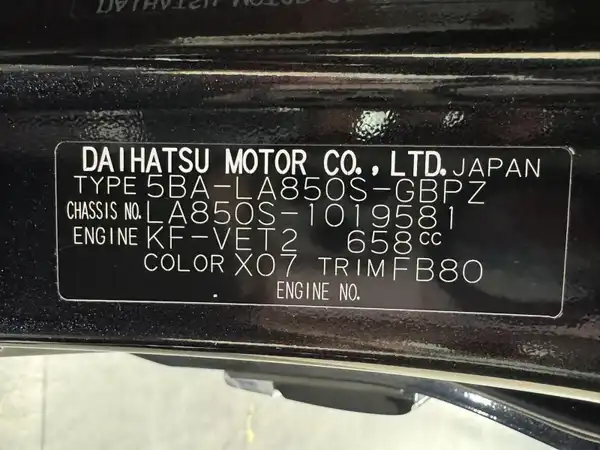 DAIHATSU MOTOR CO., LTD. JAPAN
TYPE 5BA-LA850S-GBPZ
CHASSIS NO. LA850S-1019581
ENGINE KF-VET2 658cc
COLOR X07 TRIM FB80
ENGINE NO.